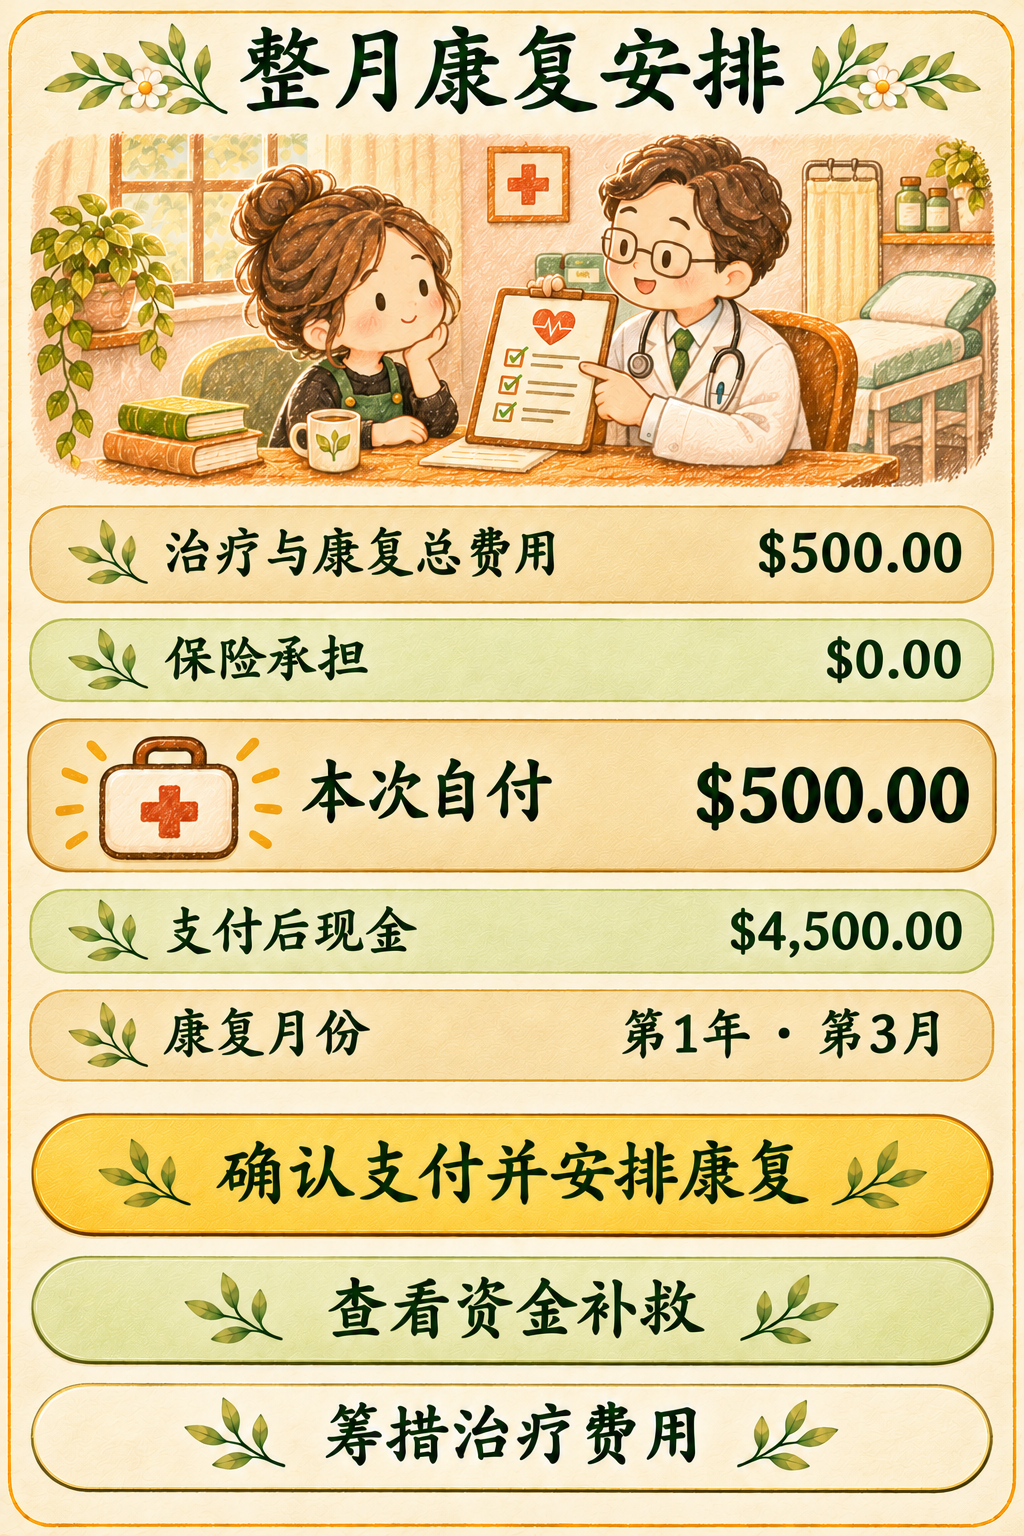 整月康复安排
治疗与康复总费用 $500.00
保险承担 $0.00
本次自付 $500.00
支付后现金 $4,500.00
康复月份 第1年 · 第3月
确认支付并安排康复
查看资金补救
筹措治疗费用